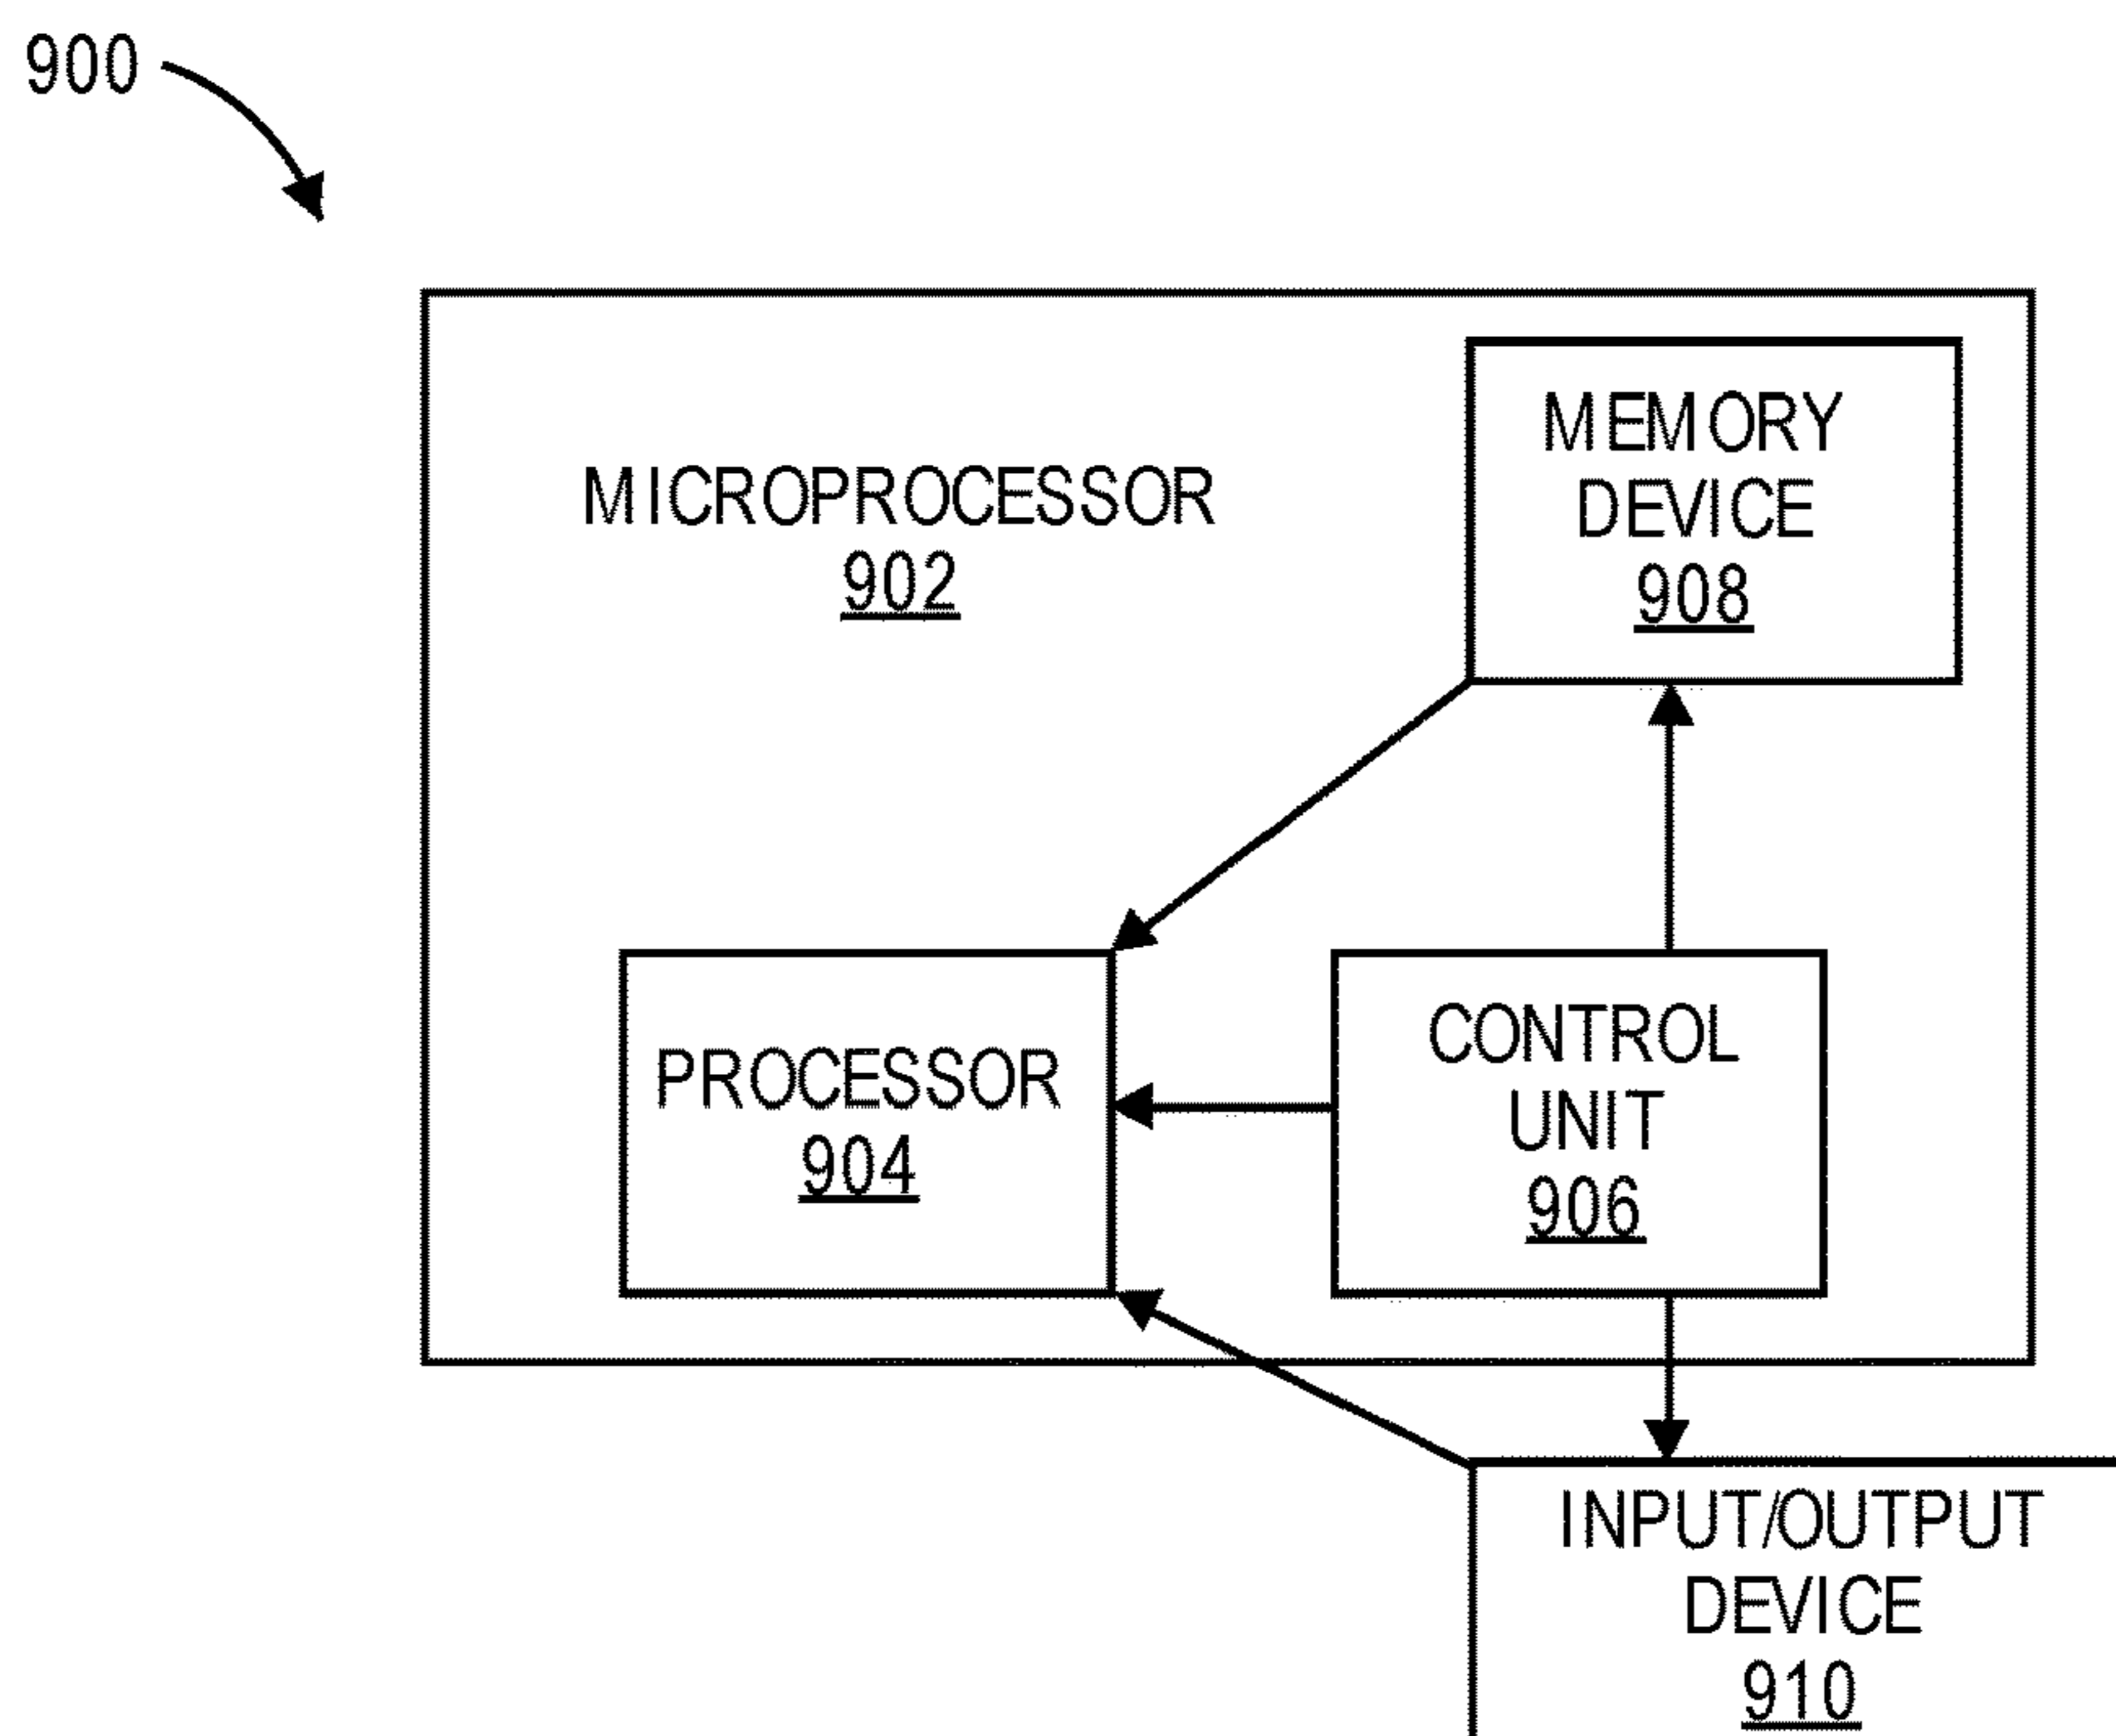 900
MICROPROCESSOR
902
MEMORY
DEVICE
908
PROCESSOR
904
CONTROL
UNIT
906
INPUT/OUTPUT
DEVICE
910